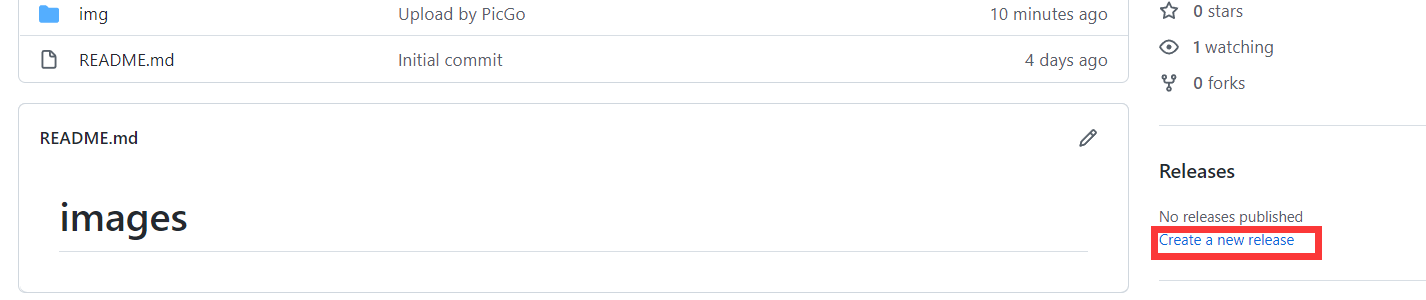 img Upload by PicGo 10 minutes ago
README.md Initial commit 4 days ago
README.md
images
0 stars
1 watching
0 forks
Releases
No releases published
Create a new release